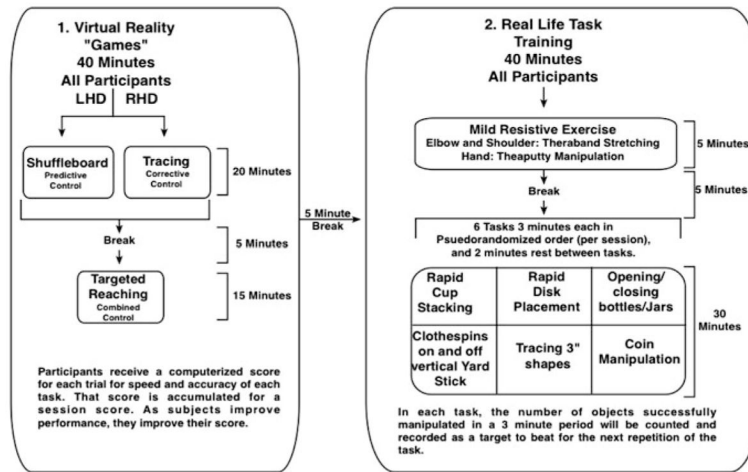 1. Virtual Reality
"Games"
40 Minutes
All Participants
LHD RHD
Shuffleboard
Predictive
Control
Tracing
Corrective
Control
20 Minutes
Break
5 Minutes
Targeted
Reaching
Combined
Control
15 Minutes
Participants receive a computerized score
for each trial for speed and accuracy of each
task. That score is accumulated for a
session score. As subjects improve
performance, they improve their score.
5 Minute
Break
2. Real Life Task
Training
40 Minutes
All Participants
Mild Resistive Exercise
Elbow and Shoulder: Theraband Stretching
Hand: Theaputty Manipulation
5 Minutes
Break
5 Minutes
6 Tasks 3 minutes each in
Psuedorandomized order (per session),
and 2 minutes rest between tasks.
Rapid
Cup
Stacking
Rapid
Disk
Placement
Opening/
closing
bottles/Jars
Clothespins
on and off
vertical Yard
Stick
Tracing 3"
shapes
Coin
Manipulation
30
Minutes
In each task, the number of objects successfully
manipulated in a 3 minute period will be counted and
recorded as a target to beat for the next repetition of the
task.